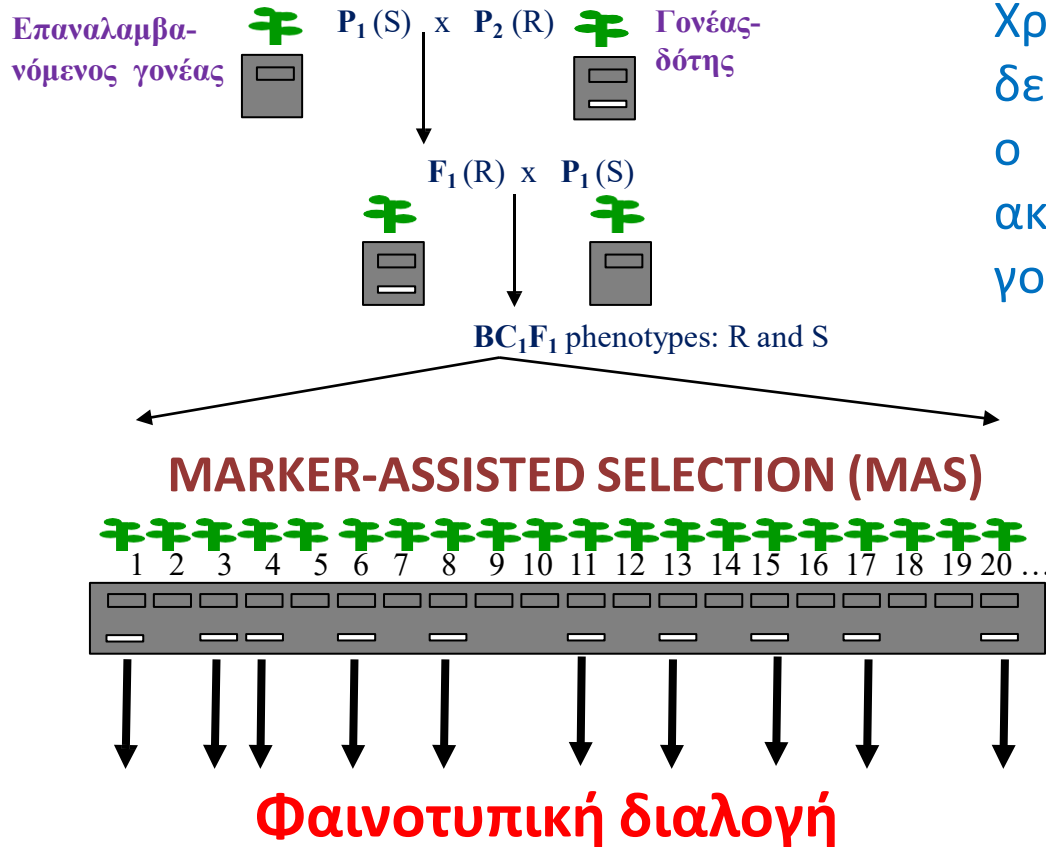 Επαναλαμβα-
νόμενος γονέας
P₁ (S) x P₂ (R)
Γονέας-
δότης
F₁ (R) x P₁ (S)
BC₁F₁ phenotypes: R and S
MARKER-ASSISTED SELECTION (MAS)
1 2 3 4 5 6 7 8 9 10 11 12 13 14 15 16 17 18 19 20 …
Φαινοτυπική διαλογή
Χρ
δε
ο
ακ
γο